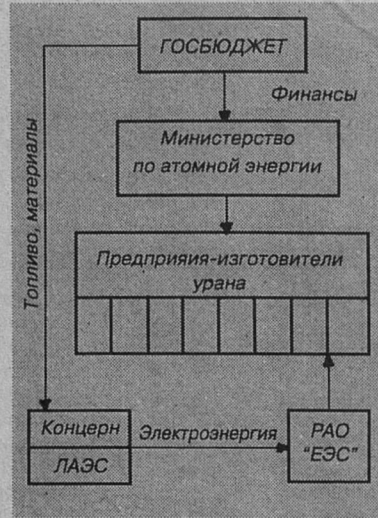 ГОСБЮДЖЕТ
Финансы
Министерство
по атомной энергии
Топливо, материалы
Предприяия-изготовители
урана
Концерн
ЛАЭС
Электроэнергия
РАО
"ЕЭС"